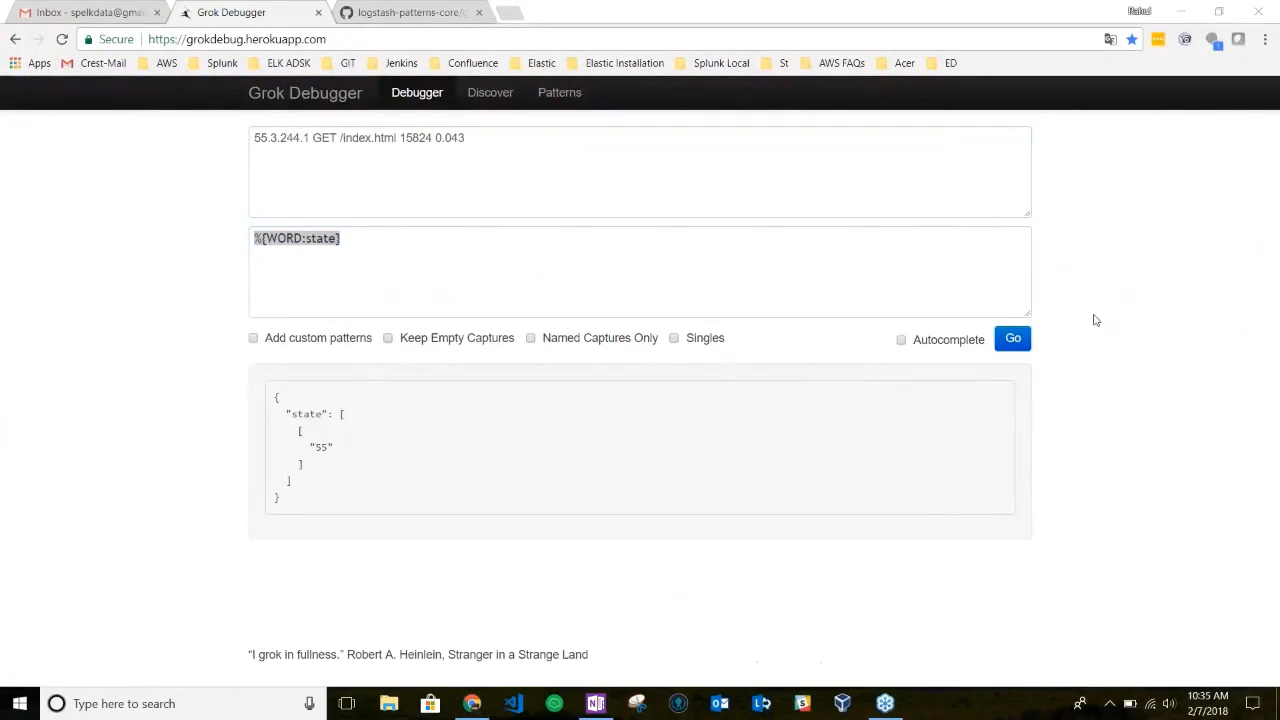 Inbox - spelkdata@gmai
Grok Debugger
logstash-patterns-core/g
Rahul
Secure https://grokdebug.herokuapp.com
Apps Crest-Mail AWS Splunk ELK ADSK GIT Jenkins Confluence Elastic Elastic Installation Splunk Local ST AWS FAQs Acer ED
Grok Debugger Debugger Discover Patterns
55.3.244.1 GET /index.html 15824 0.043
%{WORD:state}
Add custom patterns Keep Empty Captures Named Captures Only Singles Autocomplete Go
{
"state": [
[
"55"
]
]
}
“I grok in fullness.” Robert A. Heinlein, Stranger in a Strange Land
Type here to search
10:35 AM
2/7/2018